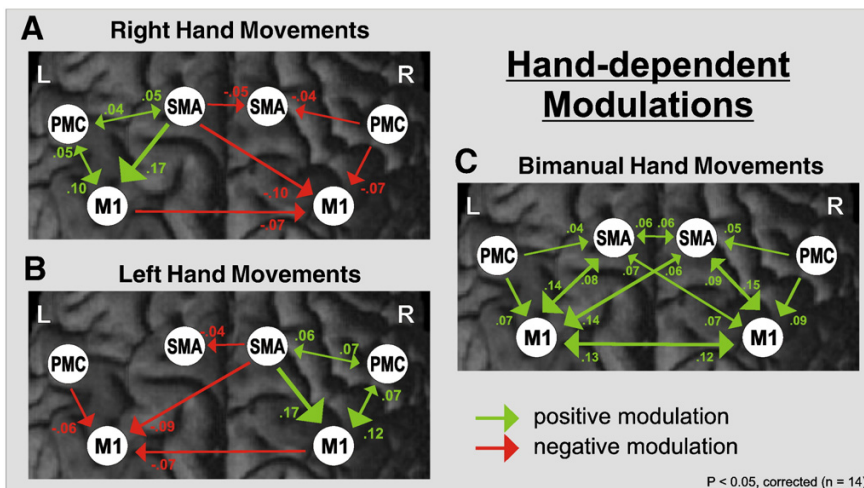 A
Right Hand Movements
L
R
PMC
SMA
SMA
PMC
M1
M1
.04
.05
-.05
-.04
.05
.10
.17
-.10
-.07
-.07
Hand-dependent
Modulations
B
Left Hand Movements
L
R
PMC
SMA
SMA
PMC
M1
M1
-.04
.06
.07
.07
-.06
-.09
.17
.12
-.07
C
Bimanual Hand Movements
L
R
PMC
SMA
SMA
PMC
M1
M1
.04
.06
.06
.05
.14
.08
.07
.06
.09
.15
.07
.14
.07
.09
.13
.12
positive modulation
negative modulation
P < 0.05, corrected (n = 14)